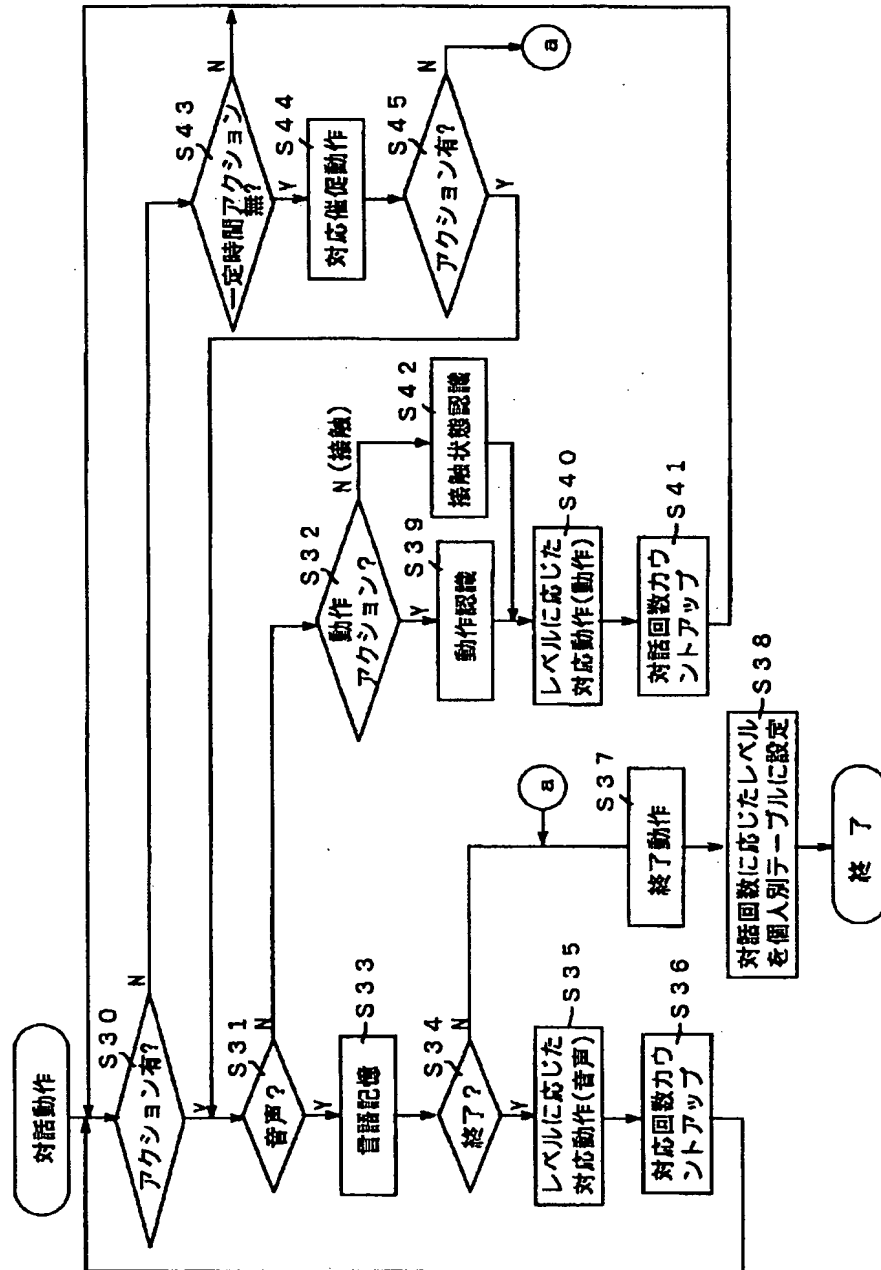 対話動作
S30
アクション有?
N
Y
S31
音声?
N
Y
S33
言語記憶
S34
終了?
N
Y
S35
レベルに応じた
対応動作(音声)
S36
対応回数カウ
ントアップ
a
S37
終了動作
S38
対話回数に応じたレベル
を個人別テーブルに設定
終了
S32
動作
アクション?
N(接触)
Y
S39
動作認識
S42
接触状態認識
S40
レベルに応じた
対応動作(動作)
S41
対話回数カウ
ントアップ
S43
一定時間アクション
無?
N
Y
S44
対応催促動作
S45
アクション有?
N
Y
a